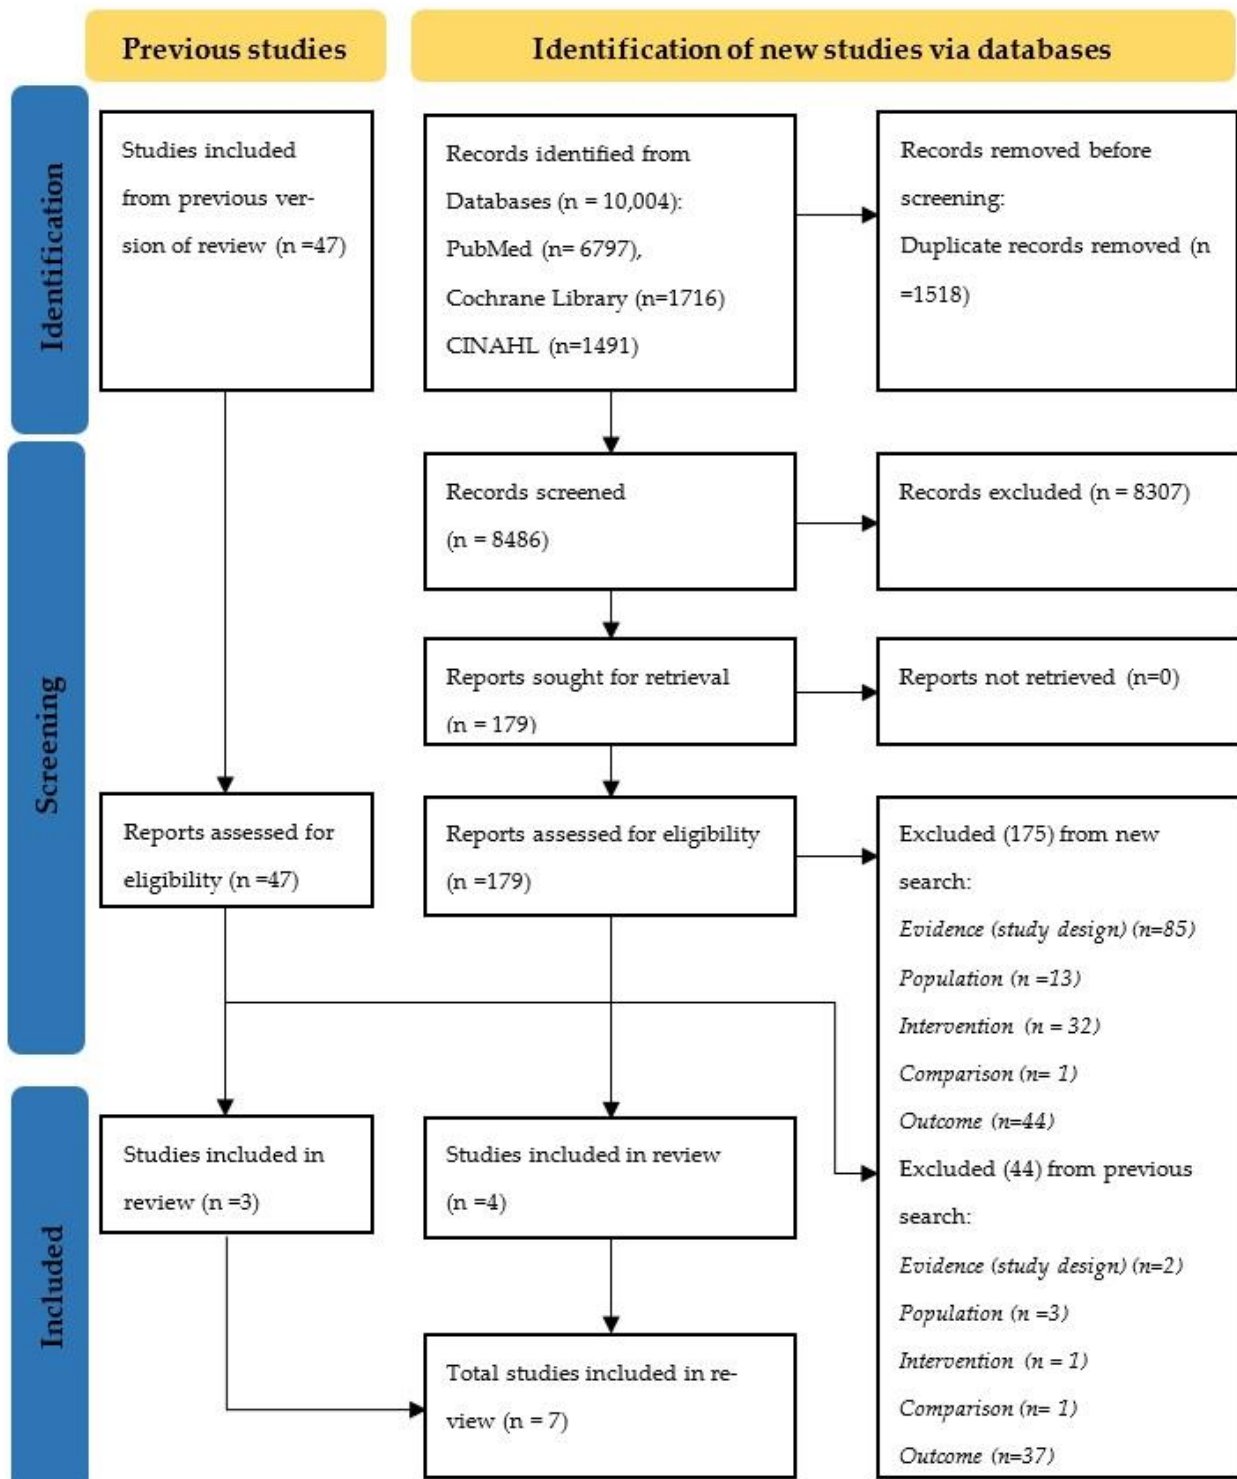 Previous studies
Identification of new studies via databases
Identification
Studies included
from previous ver-
sion of review (n =47)
Records identified from
Databases (n = 10,004):
PubMed (n= 6797),
Cochrane Library (n=1716)
CINAHL (n=1491)
Records removed before
screening:
Duplicate records removed (n
=1518)
Screening
Records screened
(n = 8486)
Records excluded (n = 8307)
Reports sought for retrieval
(n = 179)
Reports not retrieved (n=0)
Reports assessed for
eligibility (n =47)
Reports assessed for eligibility
(n =179)
Excluded (175) from new
search:
Evidence (study design) (n=85)
Population (n =13)
Intervention (n = 32)
Comparison (n= 1)
Outcome (n=44)
Excluded (44) from previous
search:
Evidence (study design) (n=2)
Population (n =3)
Intervention (n = 1)
Comparison (n= 1)
Outcome (n=37)
Included
Studies included in
review (n =3)
Studies included in review
(n =4)
Total studies included in re-
view (n = 7)